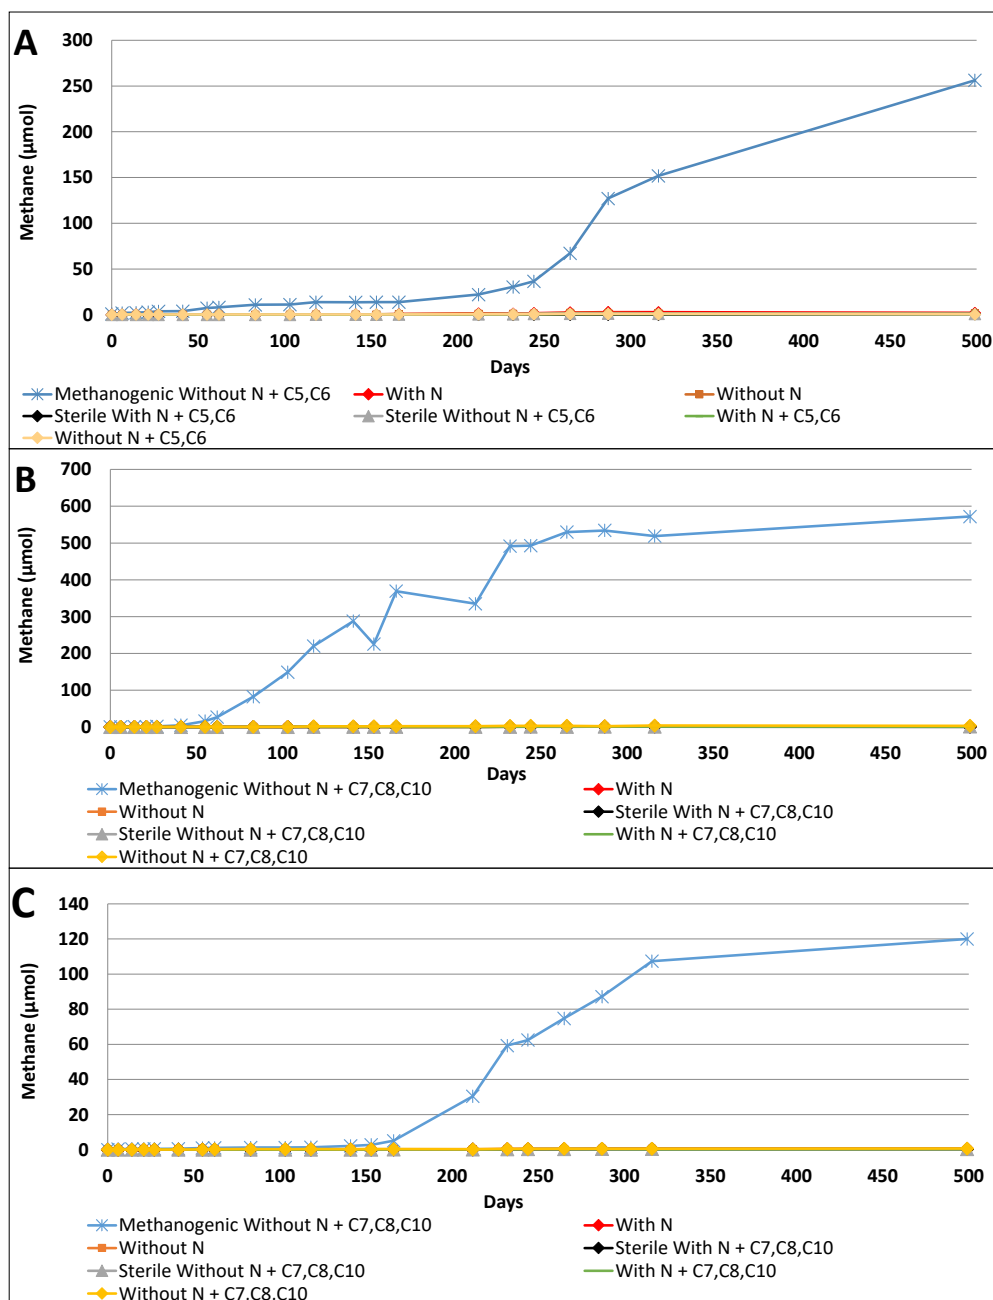 A
300
250
200
150
100
50
0
Methane (µmol)
0 50 100 150 200 250 300 350 400 450 500
Days
Methanogenic Without N + C5,C6 With N Without N
Sterile With N + C5,C6 Sterile Without N + C5,C6 With N + C5,C6
Without N + C5,C6
B
700
600
500
400
300
200
100
0
Methane (µmol)
0 50 100 150 200 250 300 350 400 450 500
Days
Methanogenic Without N + C7,C8,C10 With N
Without N Sterile With N + C7,C8,C10
Sterile Without N + C7,C8,C10 With N + C7,C8,C10
Without N + C7,C8,C10
C
140
120
100
80
60
40
20
0
Methane (µmol)
0 50 100 150 200 250 300 350 400 450 500
Days
Methanogenic Without N + C7,C8,C10 With N
Without N Sterile With N + C7,C8,C10
Sterile Without N + C7,C8,C10 With N + C7,C8,C10
Without N + C7,C8,C10